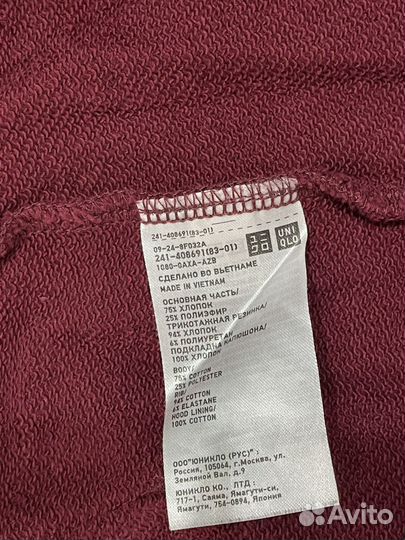 241-408691(83-01)
09-24-8F032A
241-408691(83-01)
1080-GAXA-AZB
UNI
QLO
СДЕЛАНО ВО ВЬЕТНАМЕ
MADE IN VIETNAM
ОСНОВНАЯ ЧАСТЬ/
75% ХЛОПОК
25% ПОЛИЭФИР
ТРИКОТАЖНАЯ РЕЗИНКА/
94% ХЛОПОК
6% ПОЛИУРЕТАН
ПОДКЛАДКА КАПЮШОНА/
100% ХЛОПОК
BODY/
75% COTTON
25% POLYESTER
RIB/
94% COTTON
6% ELASTANE
HOOD LINING/
100% COTTON
ООО"ЮНИКЛО (РУС)"
Россия, 105064, г.Москва, ул.
Земляной Вал, д.9
ЮНИКЛО КО., ЛТД :
717-1, Саяма, Ямагути-си,
Ямагути, 754-0894, Япония
Avito